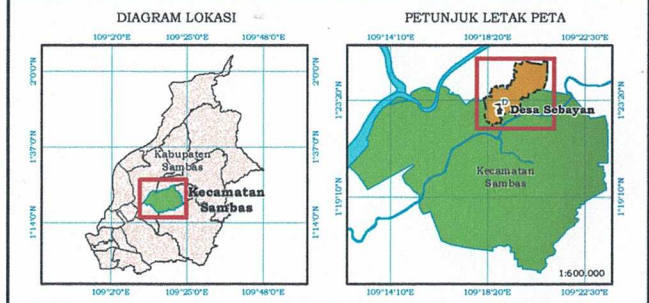 DIAGRAM LOKASI
109°2'0"E 109°25'0"E 109°48'0"E
2°0'0"N
2°0'0"N
1°37'0"N
1°37'0"N
1°14'0"N
1°14'0"N
Kabupaten
Sambas
Kecamatan
Sambas
109°2'0"E 109°25'0"E 109°48'0"E
PETUNJUK LETAK PETA
109°14'10"E 109°18'20"E 109°22'30"E
1°23'20"N
1°23'20"N
1°19'10"N
1°19'10"N
Desa Sebayan
Kecamatan
Sambas
1:600.000
109°14'10"E 109°18'20"E 109°22'30"E